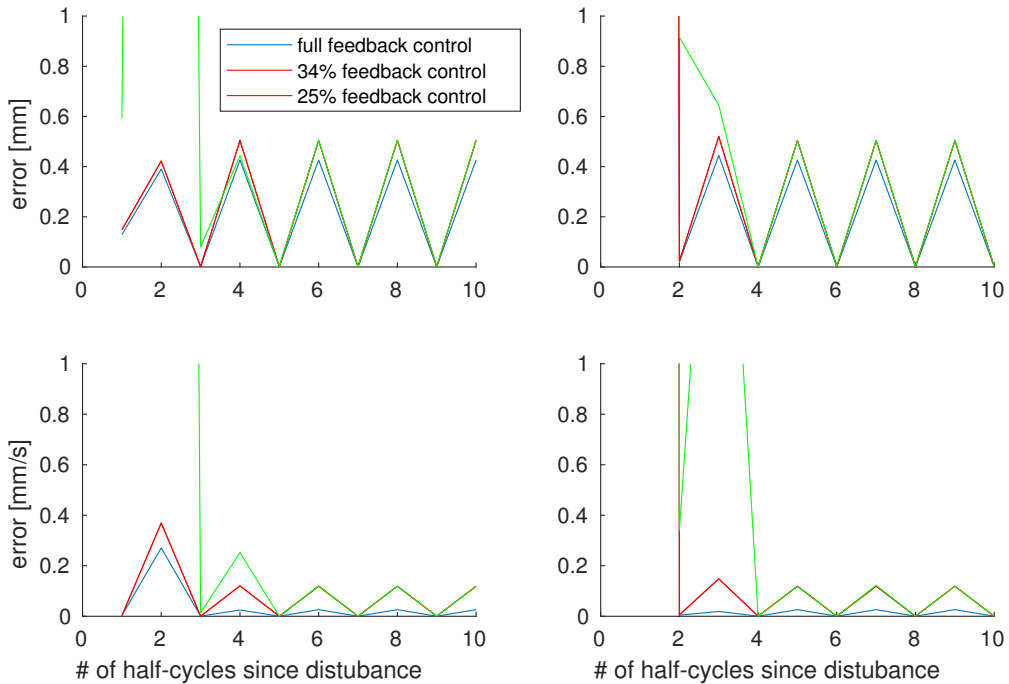 1
0.8
0.6
0.4
0.2
0
error [mm]
full feedback control
34% feedback control
25% feedback control
0 2 4 6 8 10
1
0.8
0.6
0.4
0.2
0
0 2 4 6 8 10
1
0.8
0.6
0.4
0.2
0
error [mm/s]
0 2 4 6 8 10
# of half-cycles since distubance
1
0.8
0.6
0.4
0.2
0
0 2 4 6 8 10
# of half-cycles since distubance